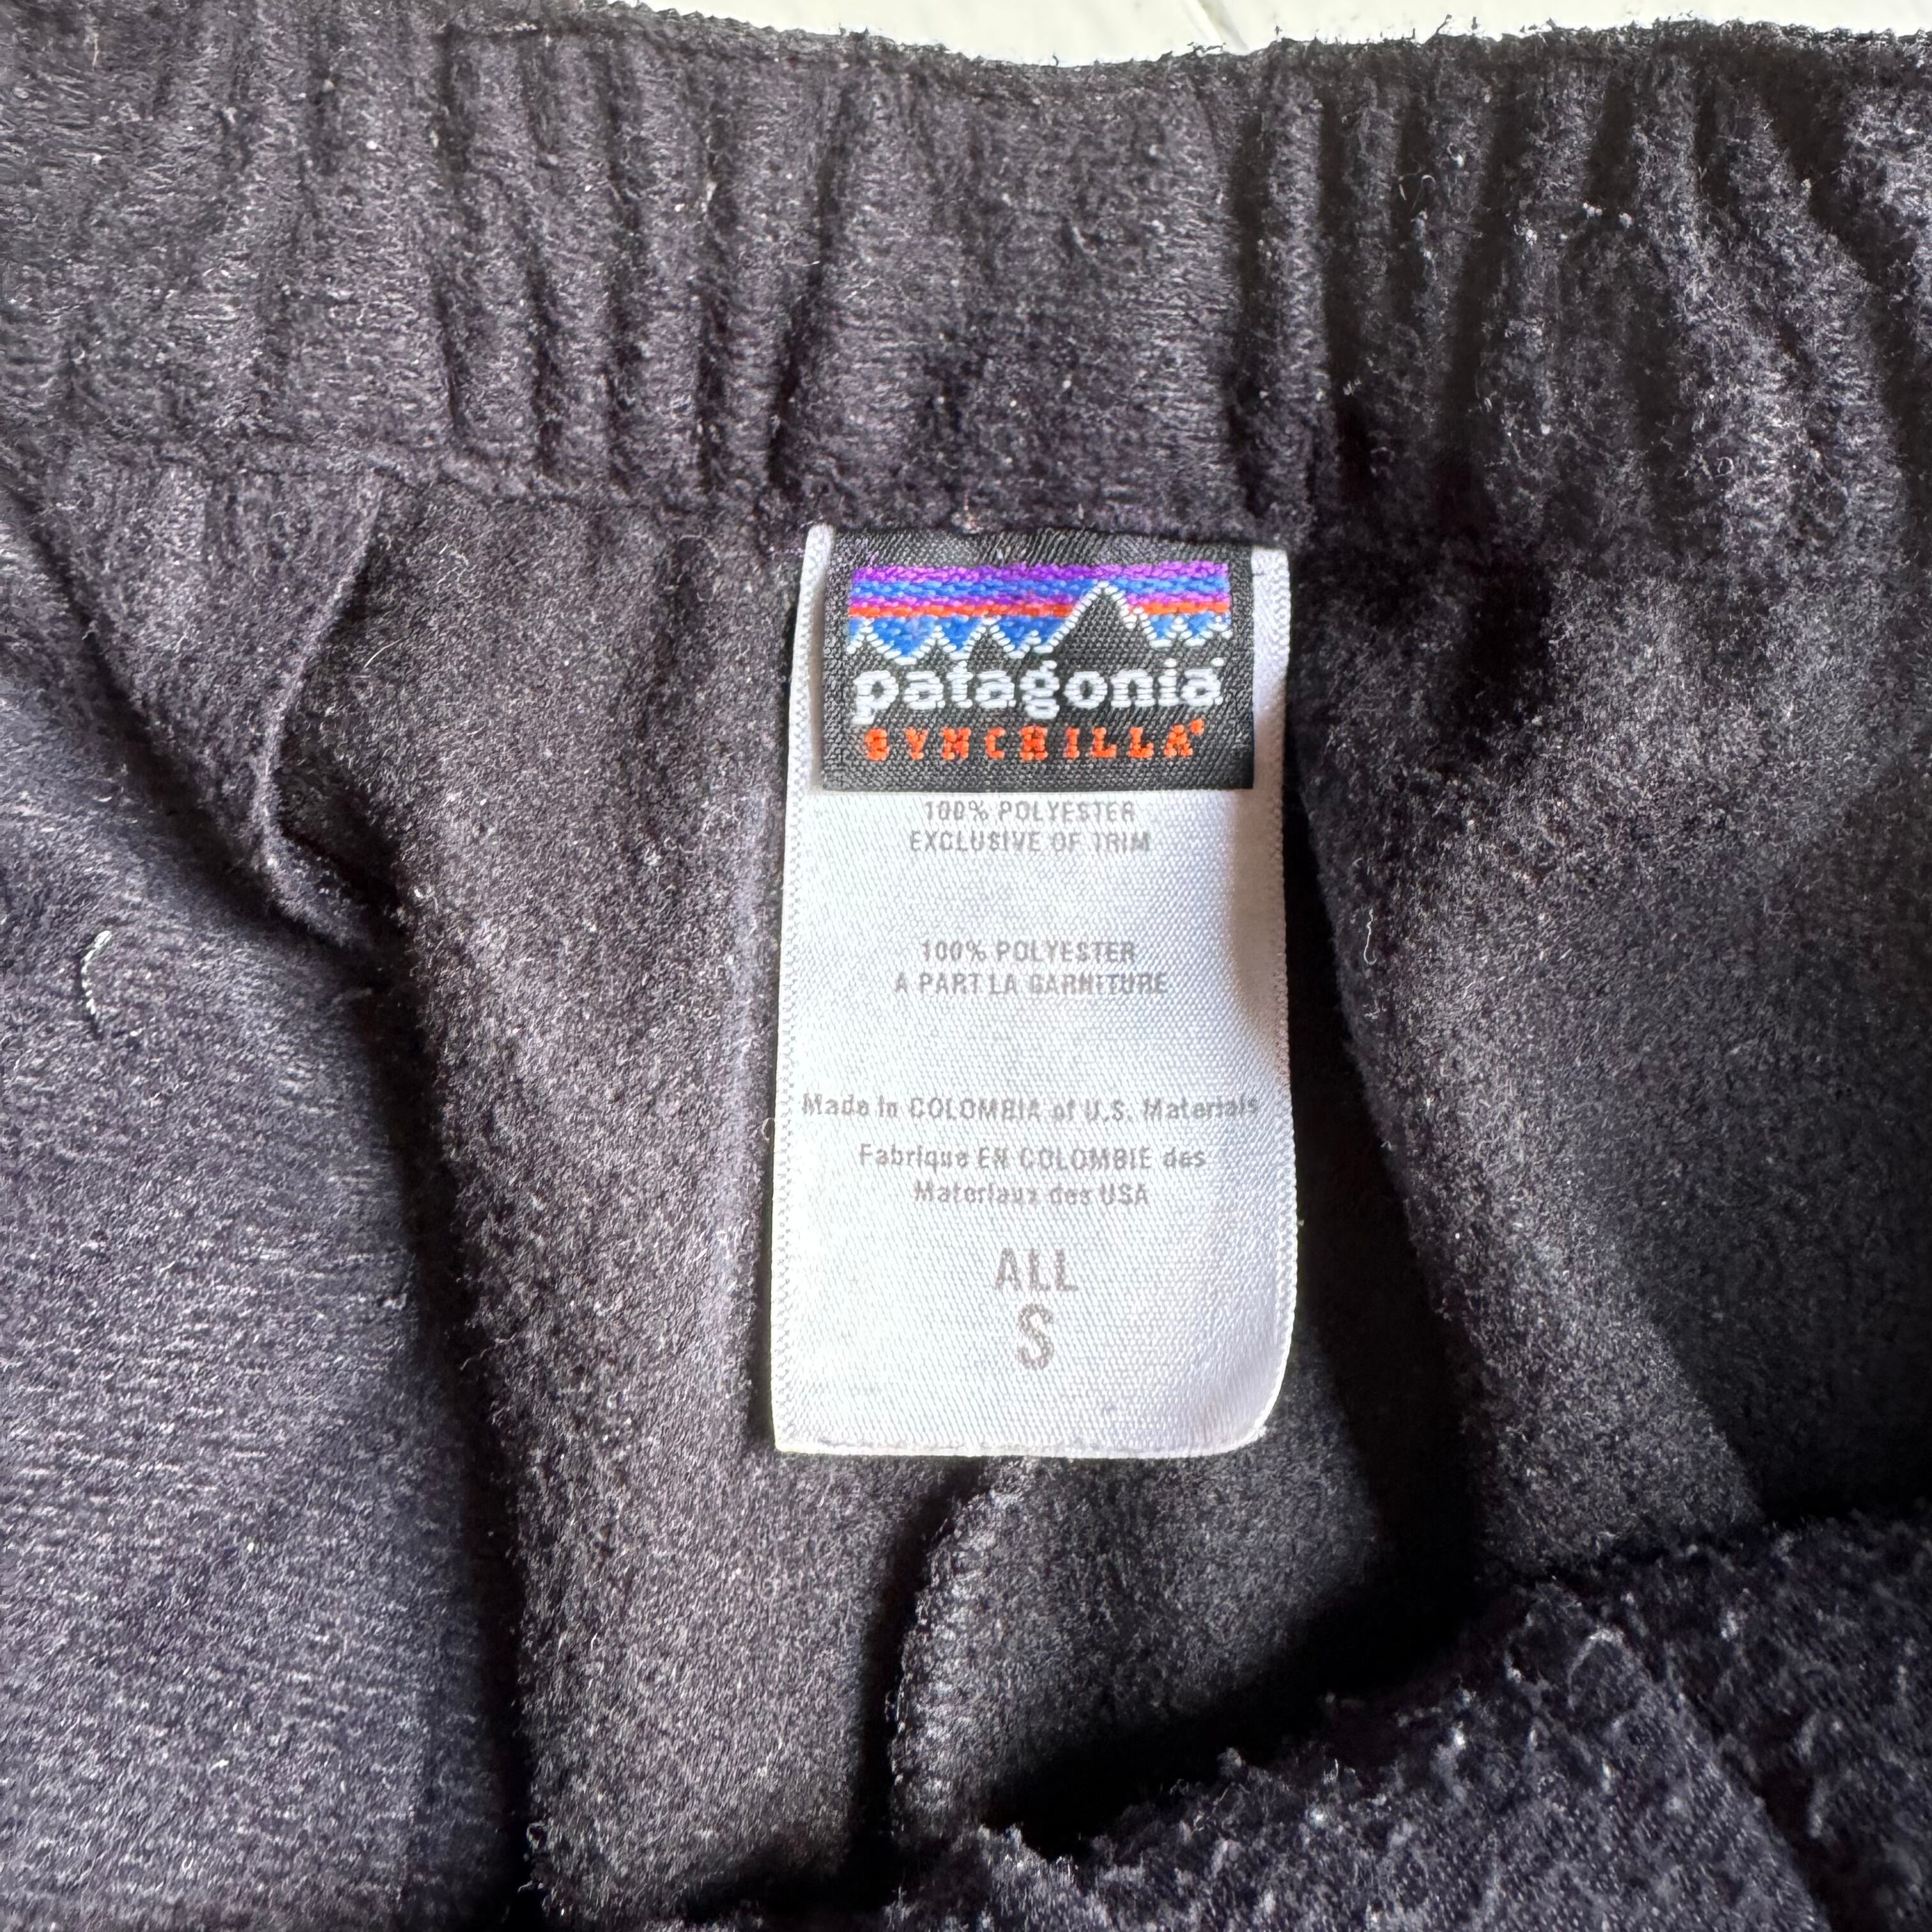 patagonia®
SYNCHILLA®
100% POLYESTER
EXCLUSIVE OF TRIM
100% POLYESTER
A PART LA GARNITURE
Made in COLOMBIA of U.S. Materials
Fabrique EN COLOMBIE des
Materiaux des USA
ALL
S